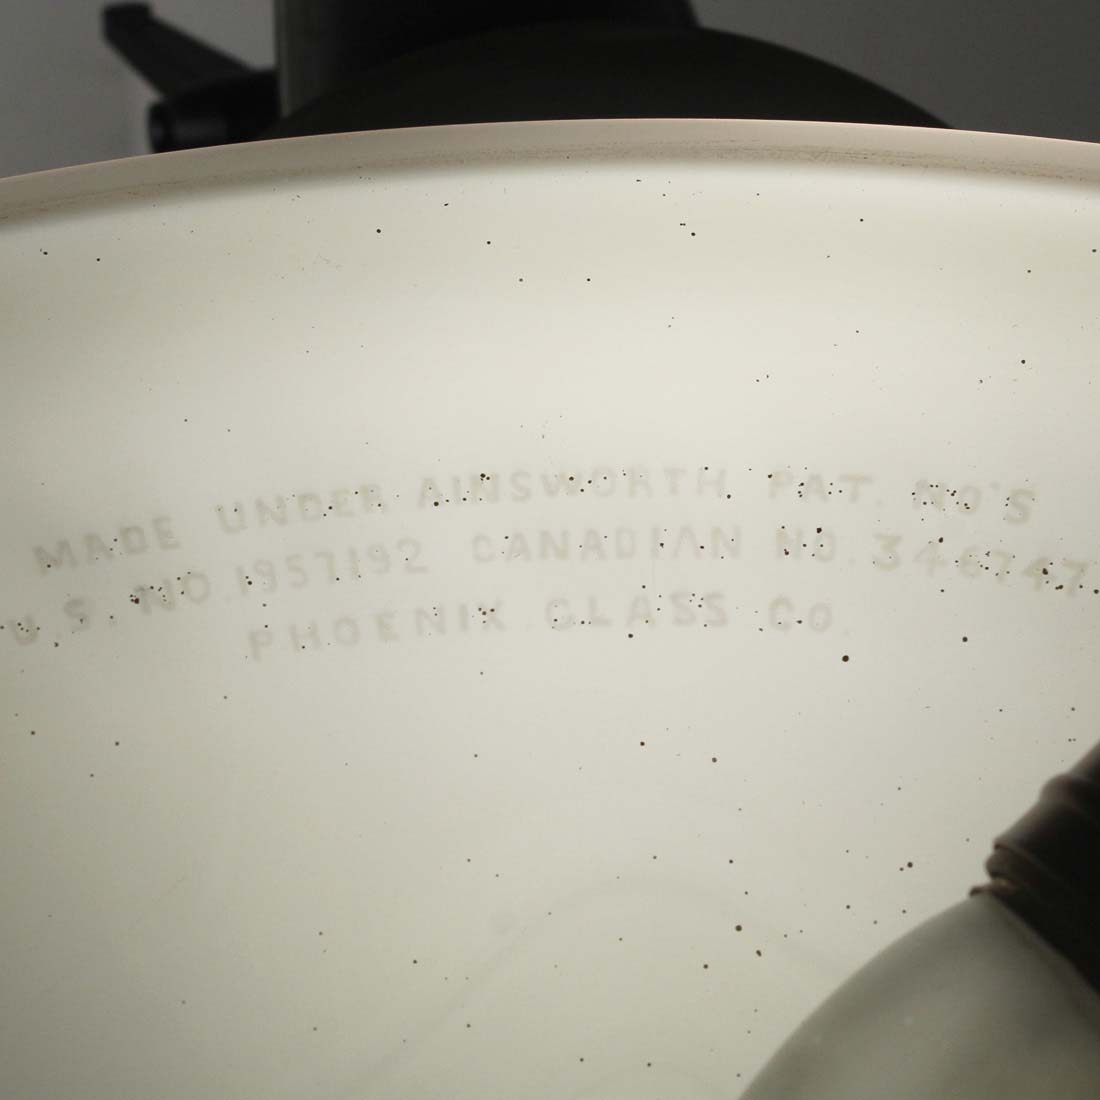 MADE UNDER AINSWORTH PAT. NO'S
U.S. NO. 1957192 CANADIAN NO. 346747
PHOENIX GLASS CO.